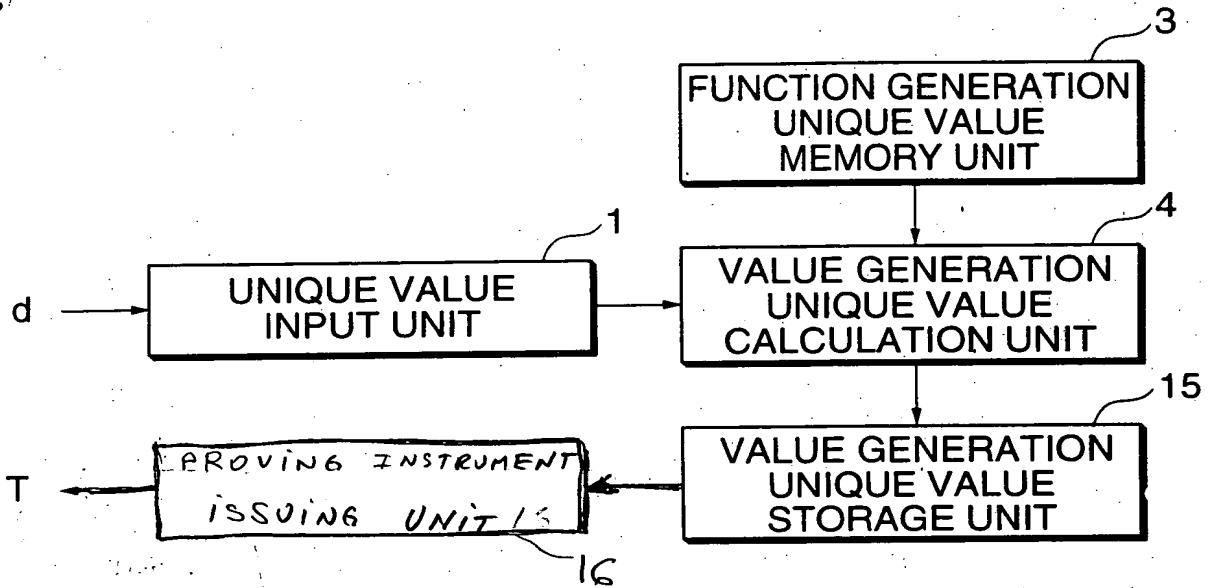 3
FUNCTION GENERATION
UNIQUE VALUE
MEMORY UNIT
4
1
d
UNIQUE VALUE
INPUT UNIT
VALUE GENERATION
UNIQUE VALUE
CALCULATION UNIT
15
T
PROVING INSTRUMENT
ISSUING UNIT
VALUE GENERATION
UNIQUE VALUE
STORAGE UNIT
16